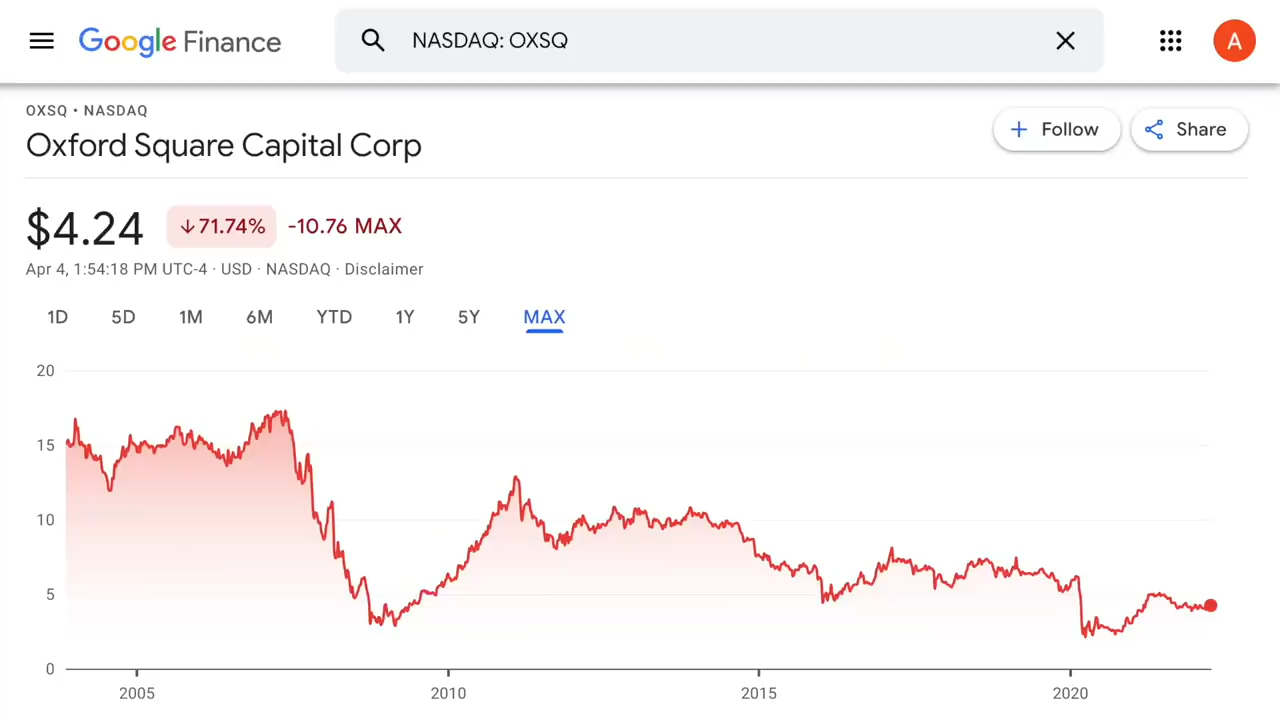 Google Finance
NASDAQ: OXSQ
A
OXSQ • NASDAQ
Oxford Square Capital Corp
Follow
Share
$4.24
↓71.74%
-10.76 MAX
Apr 4, 1:54:18 PM UTC-4 · USD · NASDAQ · Disclaimer
1D 5D 1M 6M YTD 1Y 5Y MAX
20
15
10
5
0
2005 2010 2015 2020